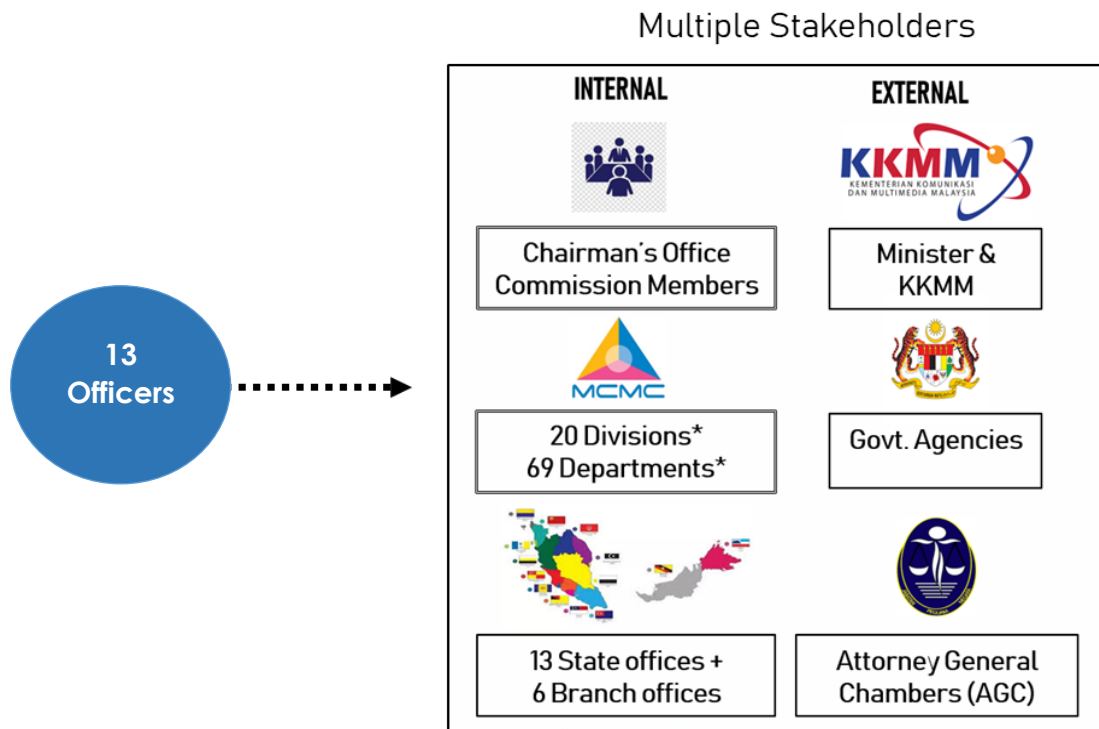 Multiple Stakeholders
INTERNAL
EXTERNAL
KKMM
KEMENTERIAN KOMUNIKASI
DAN MULTIMEDIA MALAYSIA
Chairman's Office
Commission Members
Minister &
KKMM
13
Officers
MCMC
20 Divisions*
69 Departments*
Govt. Agencies
13 State offices +
6 Branch offices
Attorney General
Chambers (AGC)